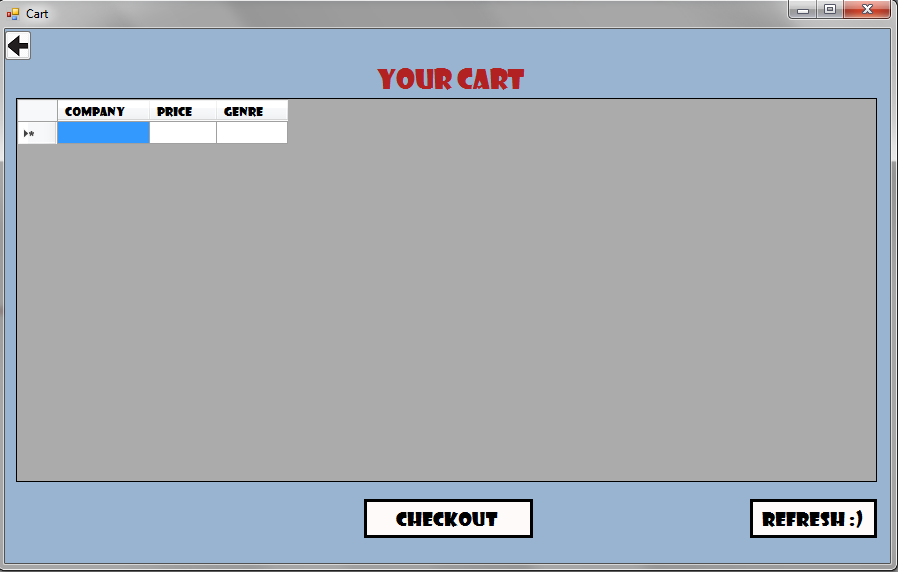 Cart
YOUR CART
COMPANY PRICE GENRE
CHECKOUT
REFRESH :)